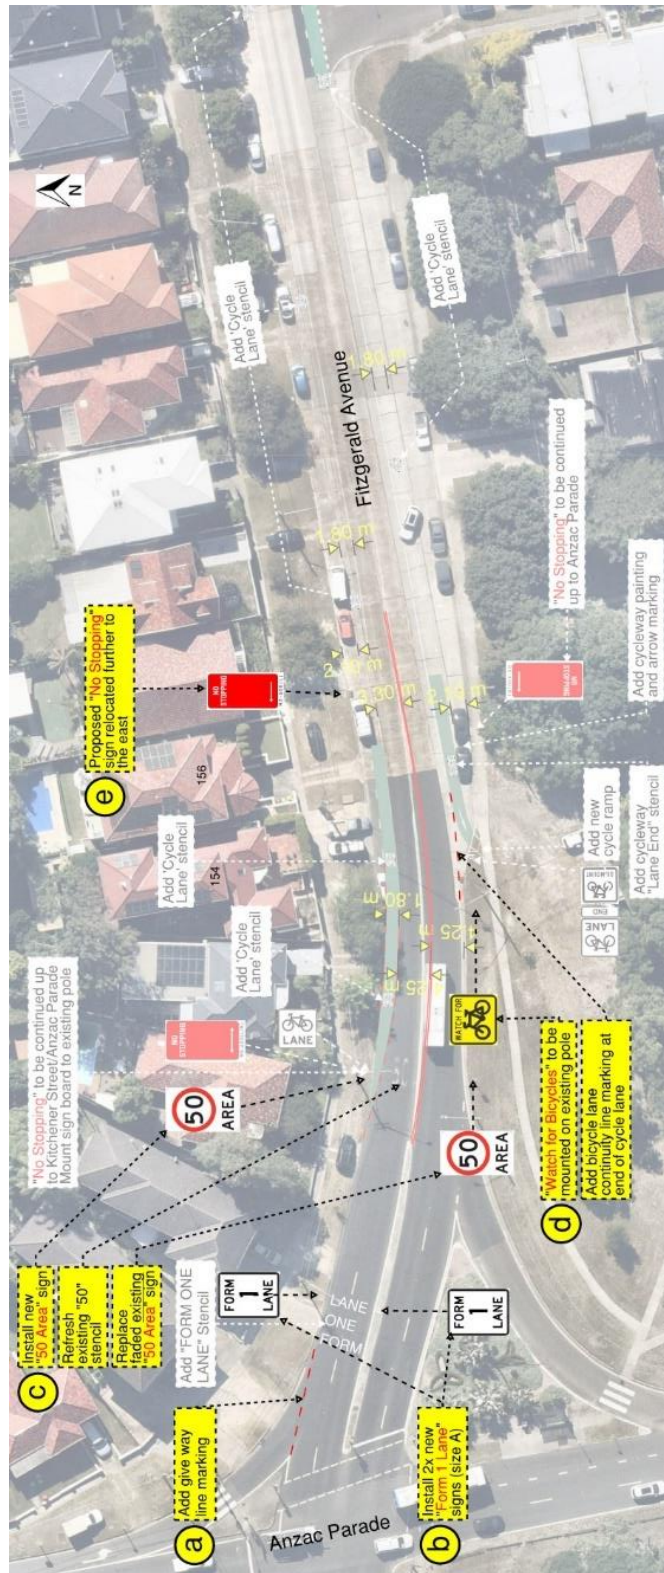 c
Install new
"50 Area" sign
Refresh
existing "50"
stencil
Replace
faded existing
"50 Area" sign
"No Stopping" to be continued up
to Kitchener Street/Anzac Parade
Mount sign board to existing pole
Add "FORM ONE
LANE" Stencil
a
Add give way
line marking
b
Install 2x new
"Form 1 Lane"
signs (size A)
Anzac Parade
FORM
1
LANE
FORM
1
LANE
FORM
ONE
LANE
50
AREA
50
AREA
NO
STOPPING
LANE
Add 'Cycle
Lane' stencil
Add 'Cycle
Lane' stencil
154
156
e
Proposed "No Stopping"
sign relocated further to
the east
NO
STOPPING
Add 'Cycle
Lane' stencil
N
Fitzgerald Avenue
1.80 m
1.80 m
1.80 m
4.25 m
3.30 m
Add 'Cycle
Lane' stencil
WATCH FOR
d
"Watch for Bicycles" to be
mounted on existing pole
Add bicycle lane
continuity line marking at
end of cycle lane
LANE
END
Add new
cycle ramp
Add cycleway
"Lane End" stencil
Add cycleway painting
and arrow marking
NO
STOPPING
"No Stopping" to be continued
up to Anzac Parade